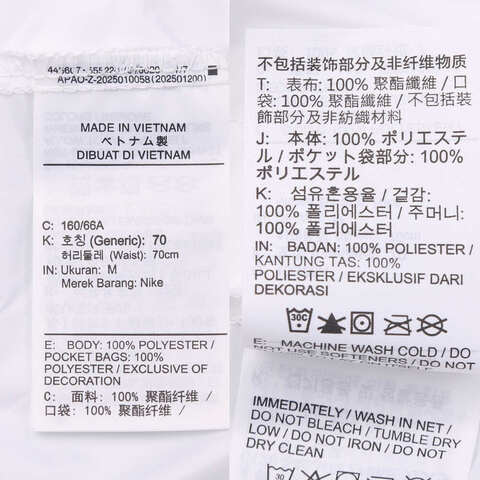 APAO-Z-2025010058(20250120)
MADE IN VIETNAM
ベトナム製
DIBUAT DI VIETNAM
C: 160/66A
K: 호칭 (Generic): 70
허리둘레 (Waist): 70cm
IN: Ukuran: M
Merek Barang: Nike
E: BODY: 100% POLYESTER/
POCKET BAGS: 100%
POLYESTER / EXCLUSIVE OF
DECORATION
C: 面料: 100% 聚酯纤维 /
口袋: 100% 聚酯纤维 /
不包括装饰部分及非纤维物质
T: 表布: 100% 聚酯纖維 / 口
袋: 100% 聚酯纖維 / 不包括裝
飾部分及非紡織材料
J: 本体: 100% ポリエステ
ル / ポケット袋部分: 100%
ポリエステル
K: 섬유혼용율 / 겉감:
100% 폴리에스터 / 주머니:
100% 폴리에스터
IN: BADAN: 100% POLIESTER /
KANTUNG TAS: 100%
POLIESTER / EKSKLUSIF DARI
DEKORASI
30C
E: MACHINE WASH COLD / DO
NOT USE SOFTENERS / DO NOT
IMMEDIATELY / WASH IN NET /
DO NOT BLEACH / TUMBLE DRY
LOW / DO NOT IRON / DO NOT
DRY CLEAN